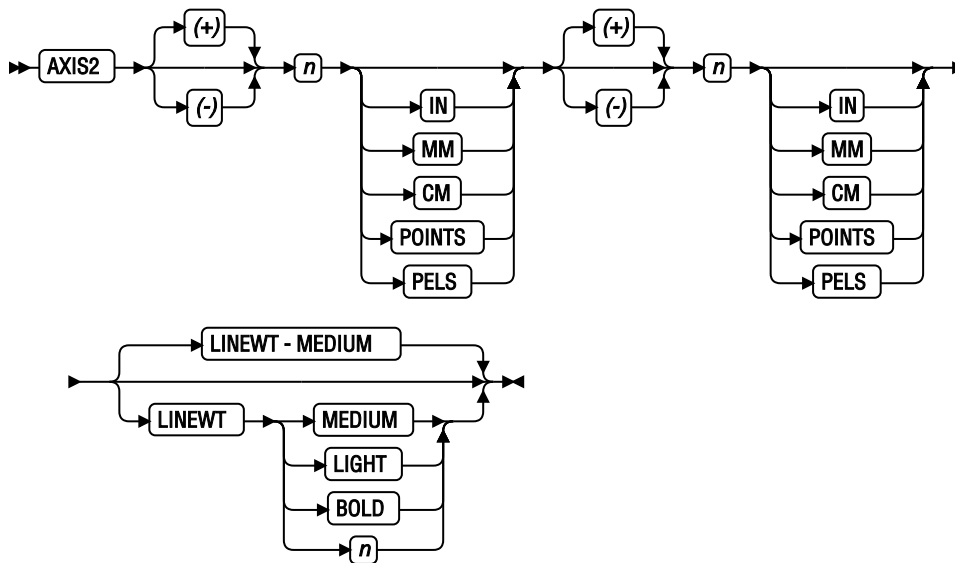 (+) (+)
AXIS2 n n
(-) IN (-) IN
MM MM
CM CM
POINTS POINTS
PELS PELS
LINEWT - MEDIUM
LINEWT MEDIUM
LIGHT
BOLD
n